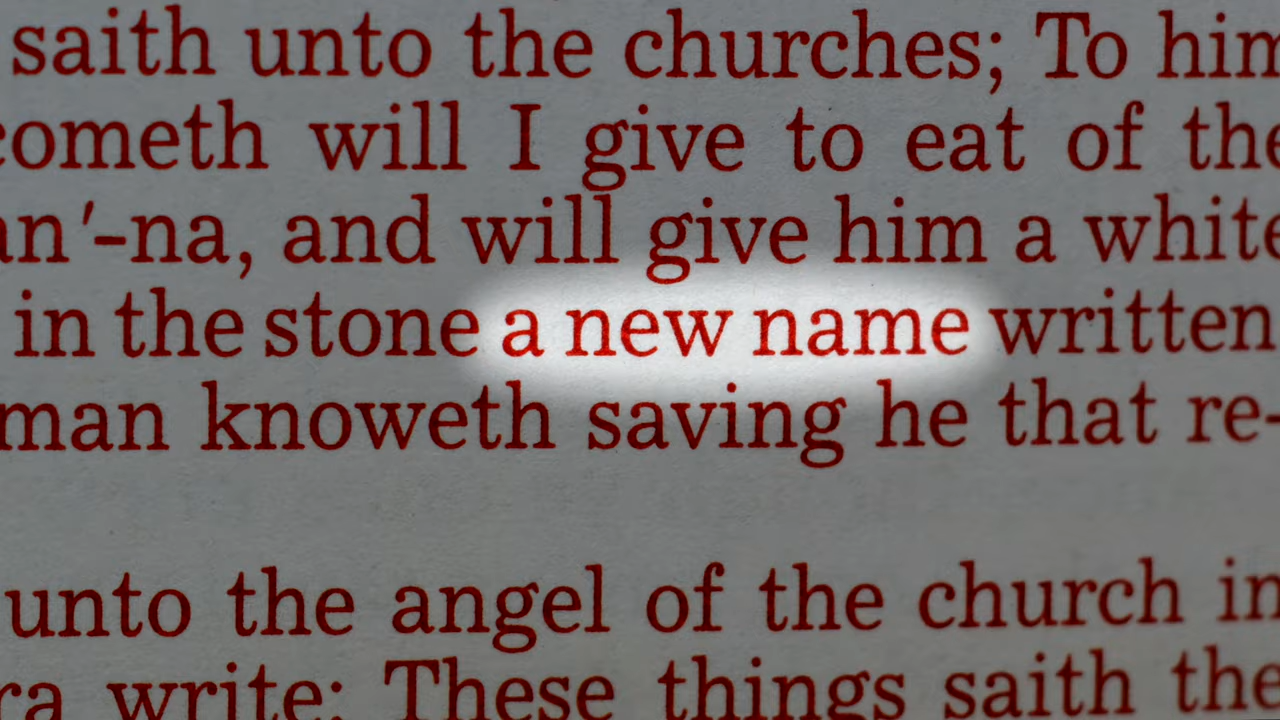 saith unto the churches; To him
cometh will I give to eat of the
an′-na, and will give him a white
in the stone a new name written
man knoweth saving he that re-
unto the angel of the church in
ra write; These things saith the